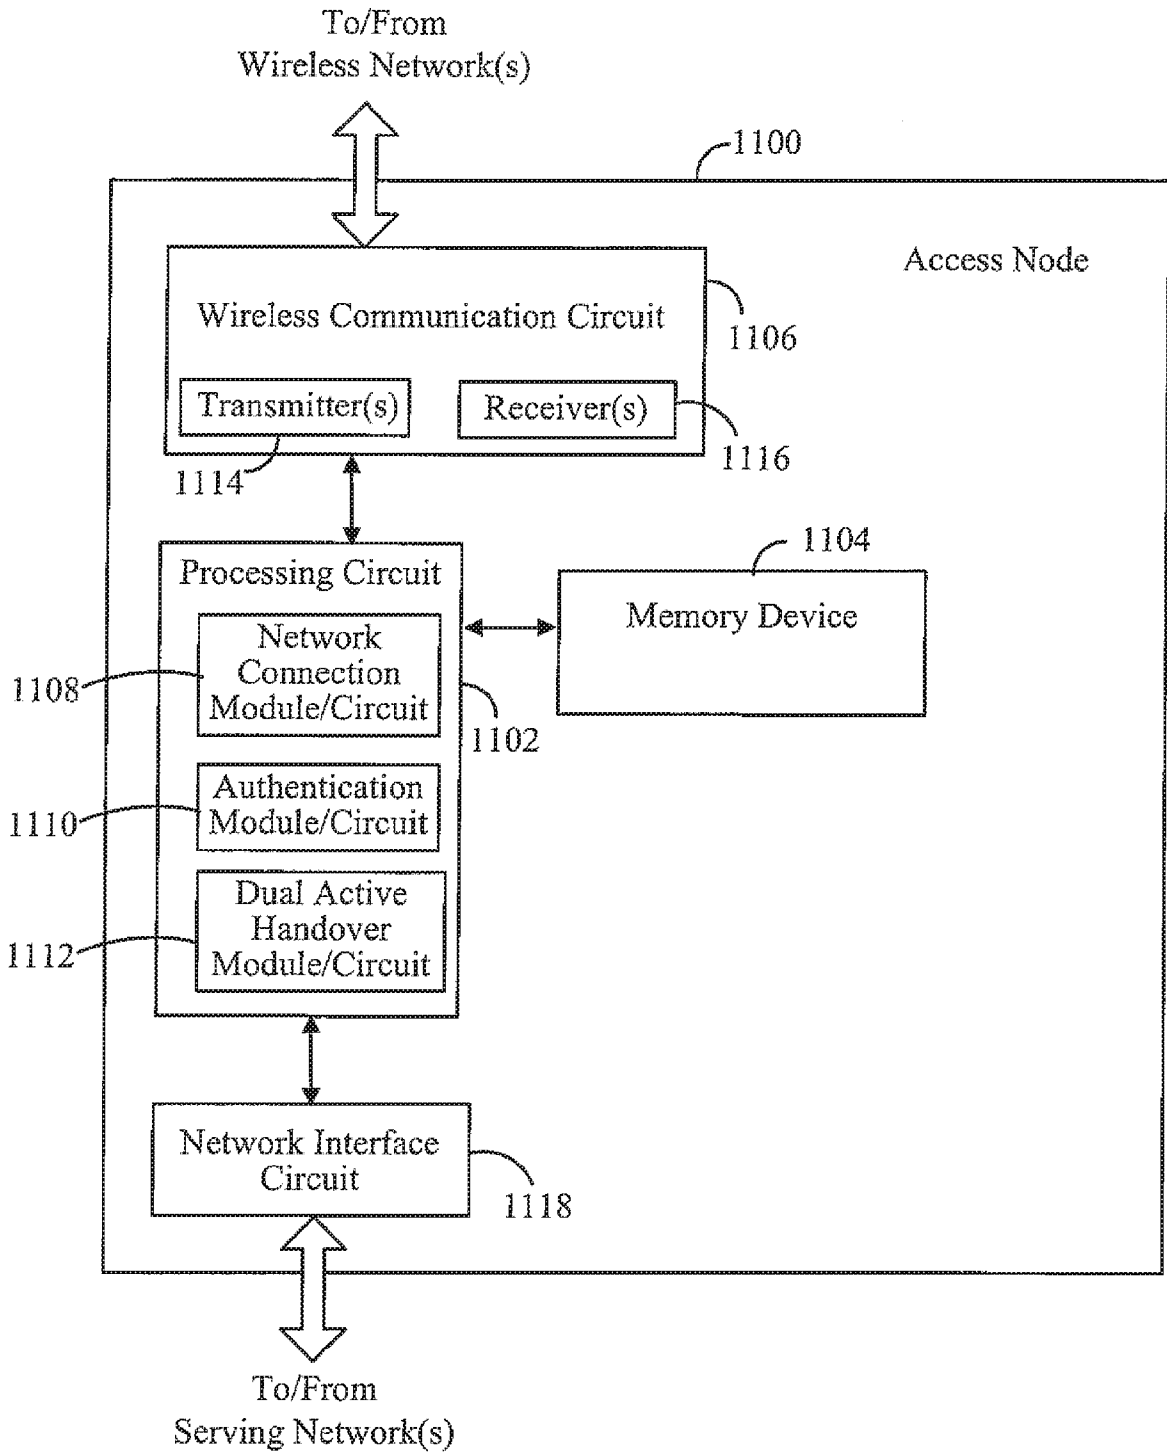 To/From
Wireless Network(s)
1100
Access Node
Wireless Communication Circuit
1106
Transmitter(s)
Receiver(s)
1114
1116
1104
Processing Circuit
Memory Device
Network
Connection
Module/Circuit
1108
1102
Authentication
Module/Circuit
1110
Dual Active
Handover
Module/Circuit
1112
Network Interface
Circuit
1118
To/From
Serving Network(s)